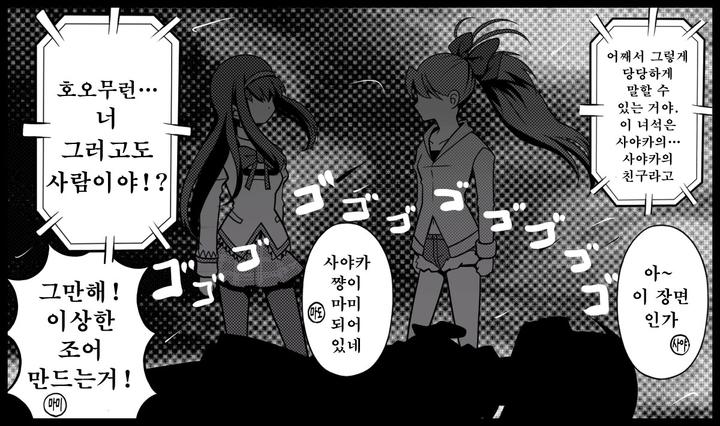 어째서 그렇게
당당하게
말할 수
있는 거야.
이 녀석은
사야카의…
사야카의
친구라고
호오무런…
너
그러고도
사람이야!?
ゴゴゴゴゴゴゴ
ゴゴゴ
아~
이 장면
인가
사야
사야카
쨩이
마미
되어
있네
마도
그만해!
이상한
조어
만드는거!
마미